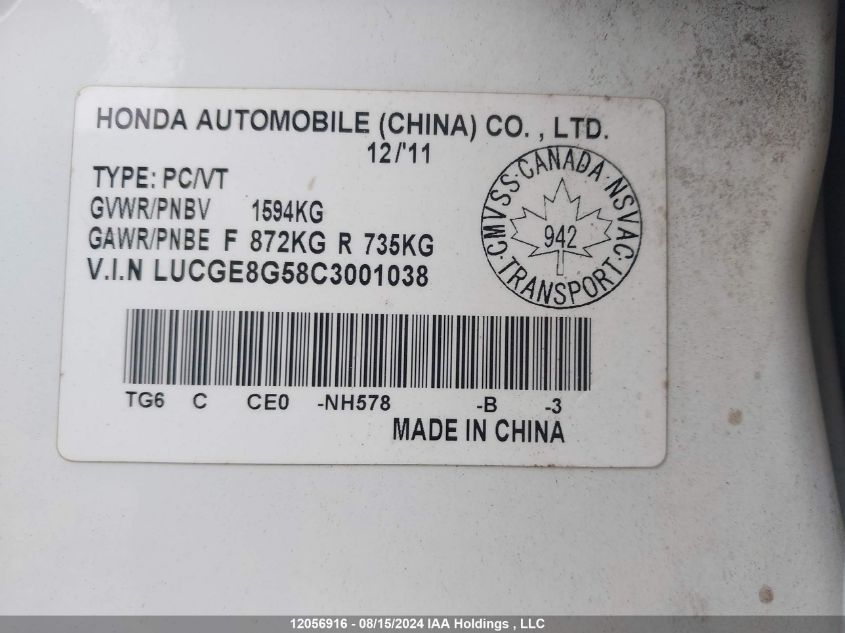 HONDA AUTOMOBILE (CHINA) CO. , LTD.
12/'11
TYPE: PC/VT
GVWR/PNBV 1594KG
GAWR/PNBE F 872KG R 735KG
V.I.N LUCGE8G58C3001038
CMVSS·CANADA·NSVAC·TRANSPORT·
942
TG6 C CE0 -NH578 -B -3
MADE IN CHINA
12056916 - 08/15/2024 IAA Holdings , LLC